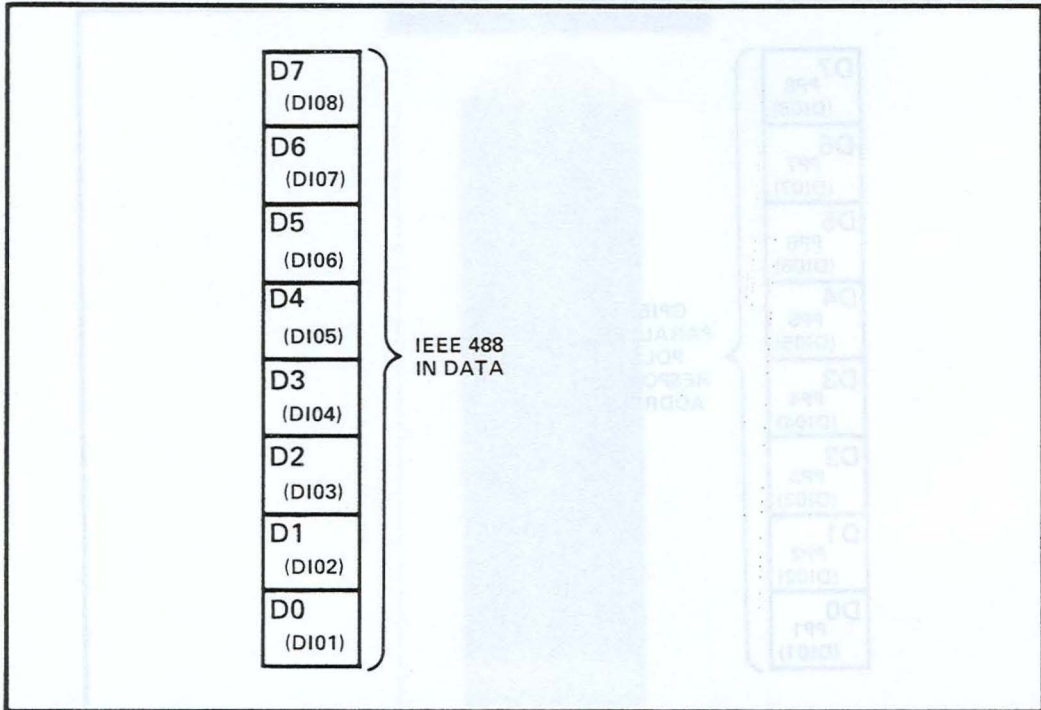 D7
(DI08)
D6
(DI07)
D5
(DI06)
D4
(DI05)
D3
(DI04)
D2
(DI03)
D1
(DI02)
D0
(DI01)
IEEE 488
IN DATA